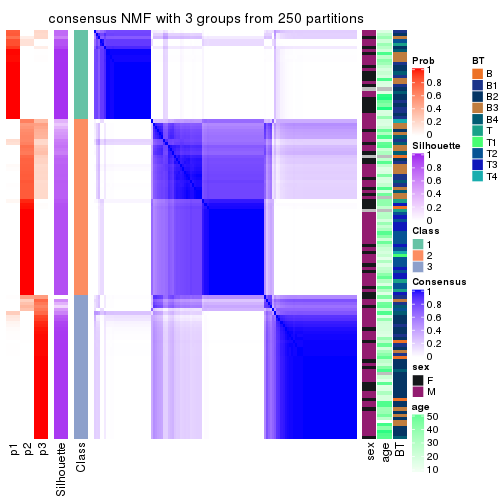 consensus NMF with 3 groups from 250 partitions
p1
p2
p3
Silhouette
Class
sex
age
BT
Prob
1
0.8
0.6
0.4
0.2
0
Silhouette
1
0.8
0.6
0.4
0.2
0
Class
1
2
3
Consensus
1
0.8
0.6
0.4
0.2
0
sex
F
M
age
50
40
30
20
10
BT
B
B1
B2
B3
B4
T
T1
T2
T3
T4